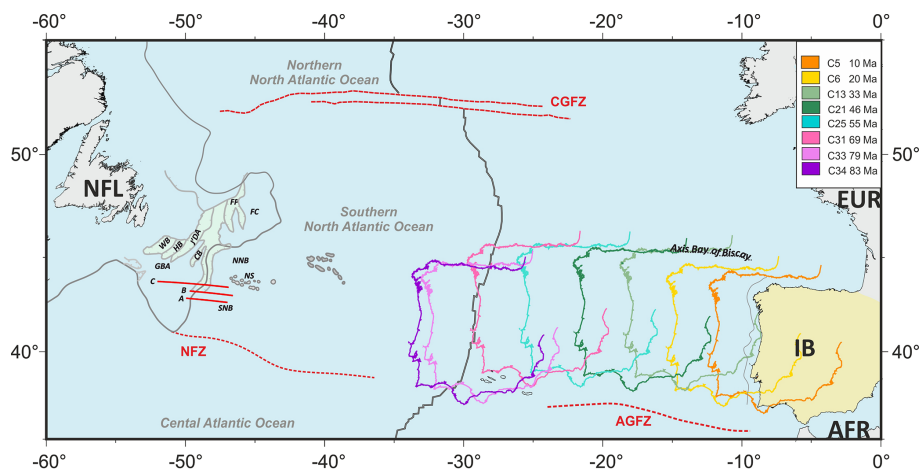 -60° -50° -40° -30° -20° -10° 0°
Northern
North Atlantic Ocean
CGFZ
C5 10 Ma
C6 20 Ma
C13 33 Ma
C21 46 Ma
C25 55 Ma
C31 69 Ma
C33 79 Ma
C34 83 Ma
50° 50°
NFL
EUR
FF
FC
Southern
North Atlantic Ocean
WB
HB
J'DA
CB
Axis Bay of Biscay
GBA
NNB
C
NS
B
A
SNB
40° 40°
NFZ
IB
AGFZ
Cental Atlantic Ocean
AFR
-60° -50° -40° -30° -20° -10° 0°